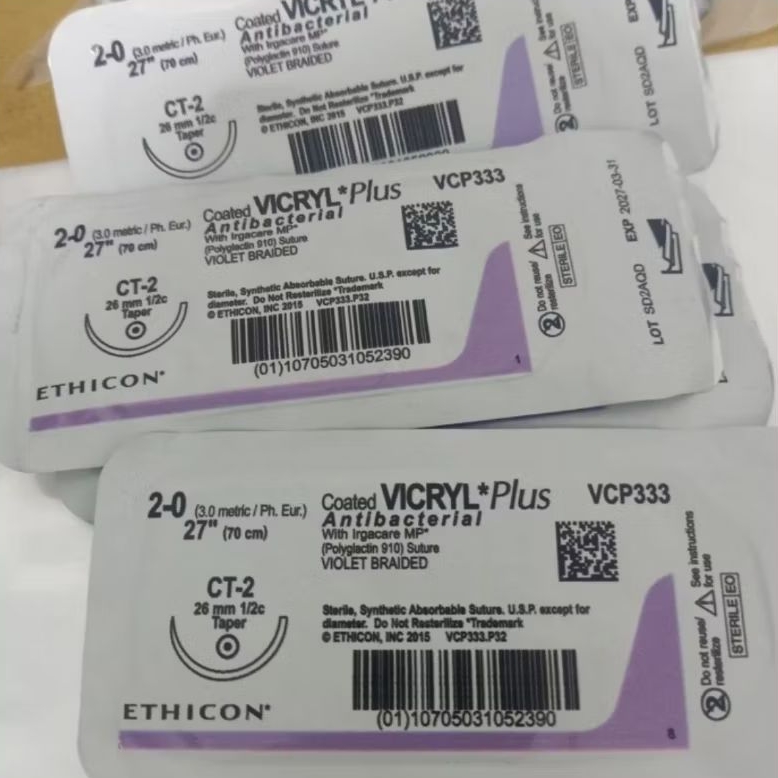 2-0 (3.0 metric / Ph. Eur.)
27" (70 cm)
CT-2
26 mm 1/2c
Taper
Coated VICRYL
Antibacterial
With Irgacare MP*
(Polyglactin 910) Suture
VIOLET BRAIDED
Sterile, Synthetic Absorbable Suture. U.S.P. except for
diameter. Do Not Resterilize *Trademark
© ETHICON, INC 2015 VCP333.P32
STERILE EO
LOT SD2AQD
EXP
2-0 (3.0 metric / Ph. Eur.)
27" (70 cm)
CT-2
26 mm 1/2c
Taper
ETHICON*
Coated VICRYL* Plus VCP333
Antibacterial
With Irgacare MP*
(Polyglactin 910) Suture
VIOLET BRAIDED
Sterile, Synthetic Absorbable Suture. U.S.P. except for
diameter. Do Not Resterilize *Trademark
© ETHICON, INC 2015 VCP333.P32
(01)10705031052390
1
2 Do not reuse/
resterilize
See instructions
for use
STERILE EO
LOT SD2AQD EXP 2027-03-31
2-0 (3.0 metric / Ph. Eur.)
27" (70 cm)
CT-2
26 mm 1/2c
Taper
ETHICON*
Coated VICRYL* Plus VCP333
Antibacterial
With Irgacare MP*
(Polyglactin 910) Suture
VIOLET BRAIDED
Sterile, Synthetic Absorbable Suture. U.S.P. except for
diameter. Do Not Resterilize *Trademark
© ETHICON, INC 2015 VCP333.P32
(01)10705031052390
2 Do not reuse/
resterilize
See instructions
for use
STERILE EO